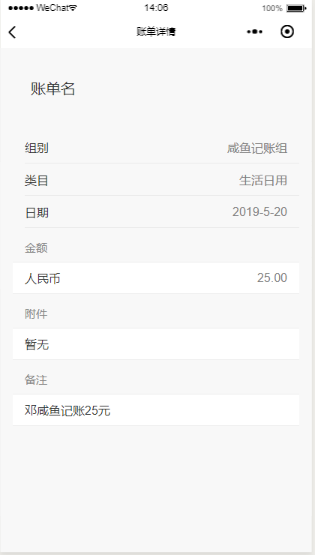 WeChat 14:06 100%
账单详情
账单名
组别 咸鱼记账组
类目 生活日用
日期 2019-5-20
金额
人民币 25.00
附件
暂无
备注
邓咸鱼记账25元